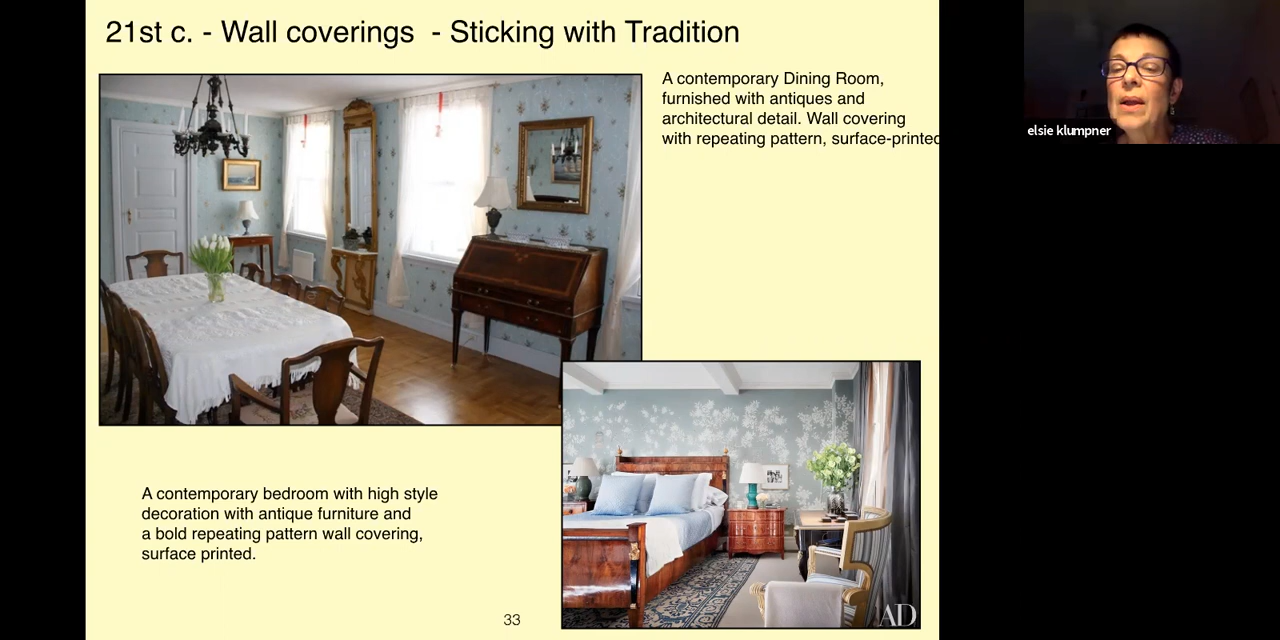 21st c. - Wall coverings - Sticking with Tradition
A contemporary Dining Room,
furnished with antiques and
architectural detail. Wall covering
with repeating pattern, surface-printed
elsie klumpner
A contemporary bedroom with high style
decoration with antique furniture and
a bold repeating pattern wall covering,
surface printed.
33
AD